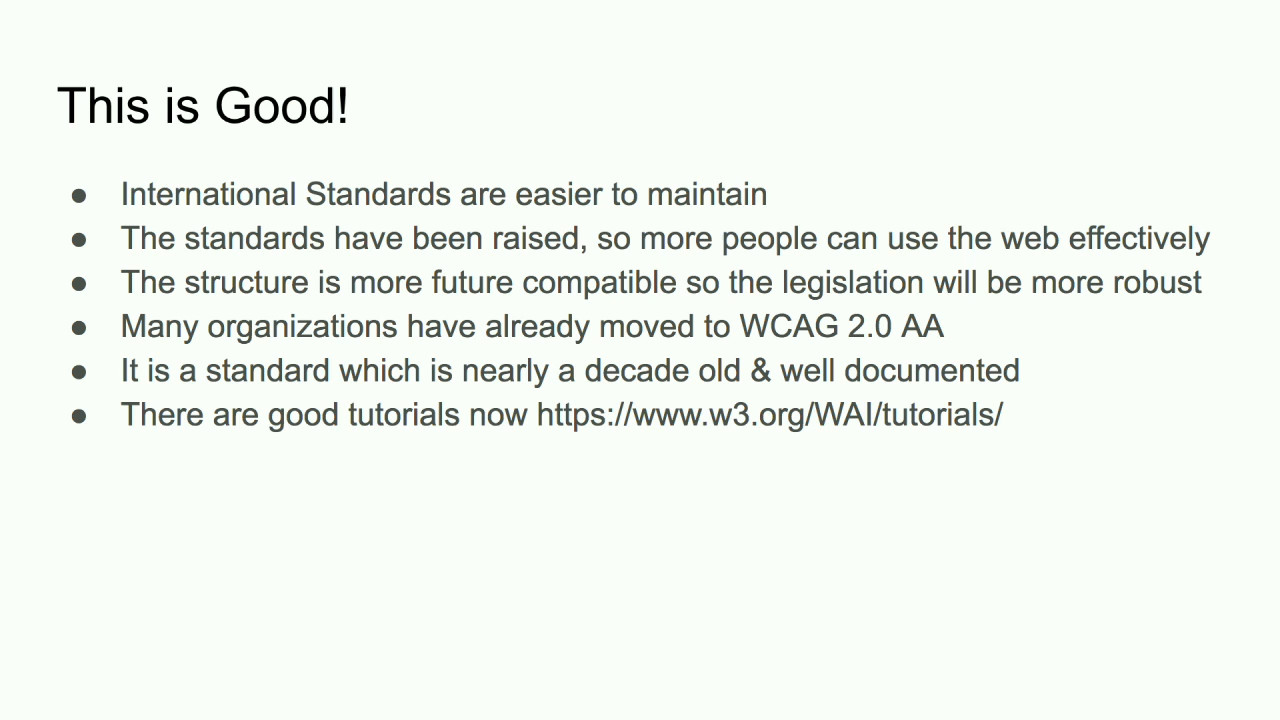 This is Good!
● International Standards are easier to maintain
● The standards have been raised, so more people can use the web effectively
● The structure is more future compatible so the legislation will be more robust
● Many organizations have already moved to WCAG 2.0 AA
● It is a standard which is nearly a decade old & well documented
● There are good tutorials now https://www.w3.org/WAI/tutorials/